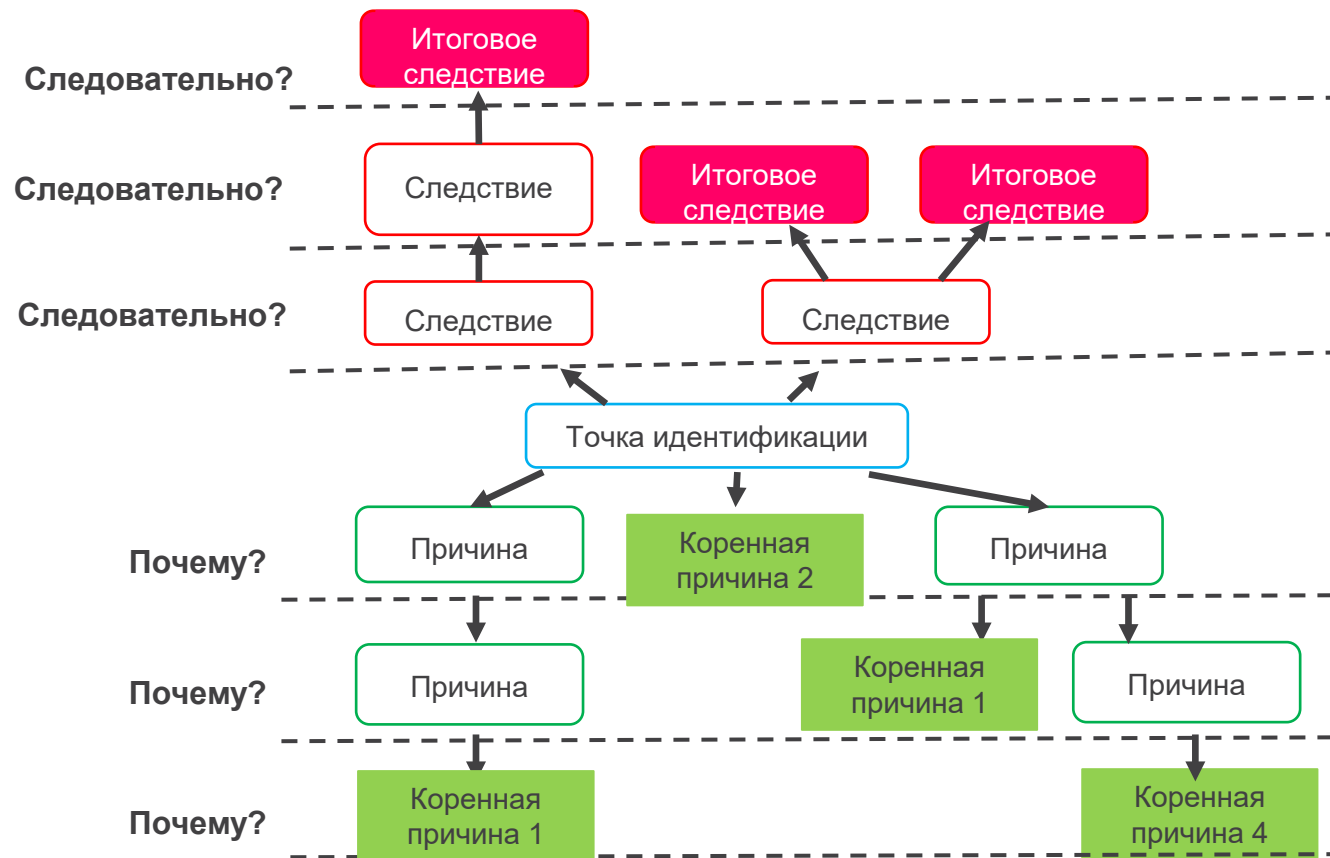 Итоговое
следствие
Следовательно?
Следовательно?
Следствие
Итоговое
следствие
Итоговое
следствие
Следовательно?
Следствие
Следствие
Точка идентификации
Почему?
Причина
Коренная
причина 2
Причина
Почему?
Причина
Коренная
причина 1
Причина
Почему?
Коренная
причина 1
Коренная
причина 4